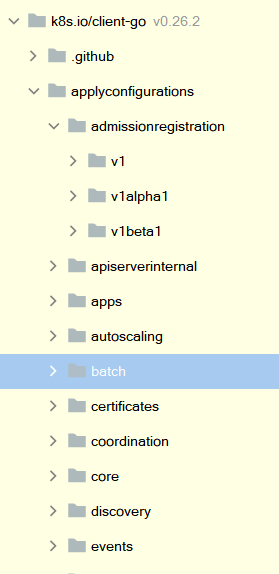 k8s.io/client-go v0.26.2
.github
applyconfigurations
admissionregistration
v1
v1alpha1
v1beta1
apiserverinternal
apps
autoscaling
batch
certificates
coordination
core
discovery
events